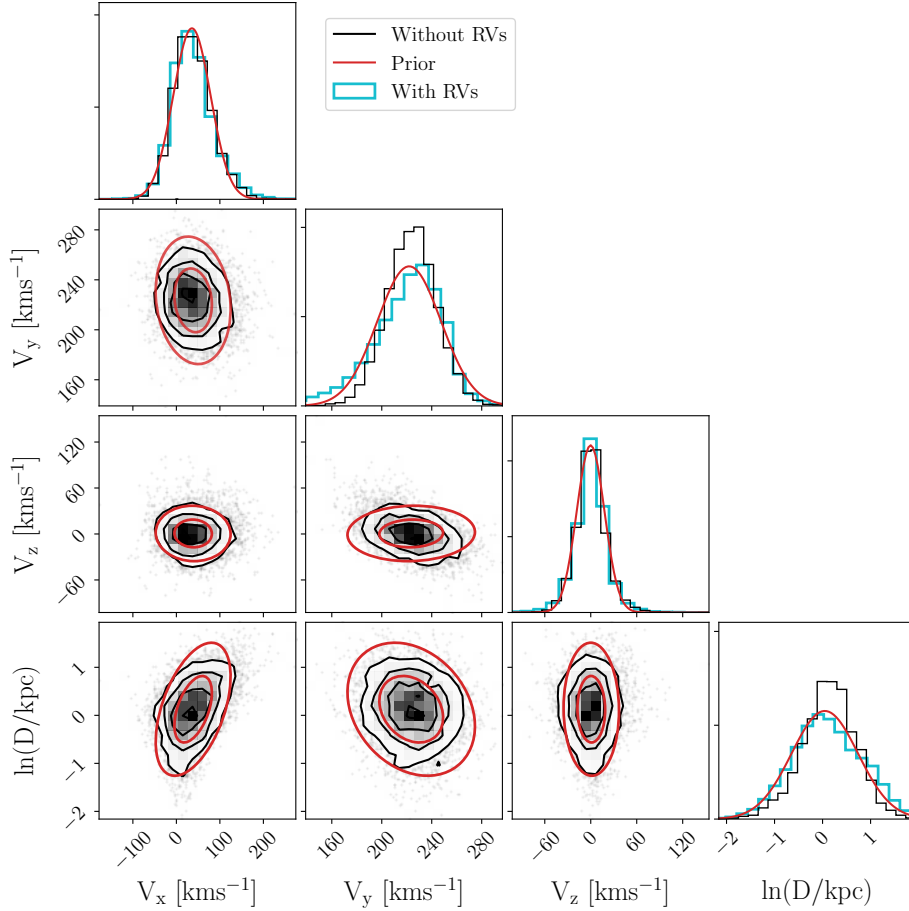 Without RVs
Prior
With RVs
280
240
200
160
V_y [kms⁻¹]
120
60
0
−60
V_z [kms⁻¹]
1
0
−1
−2
ln(D/kpc)
−100 0 100 200
160 200 240 280
−60 0 60 120
−2 −1 0 1
V_x [kms⁻¹]
V_y [kms⁻¹]
V_z [kms⁻¹]
ln(D/kpc)